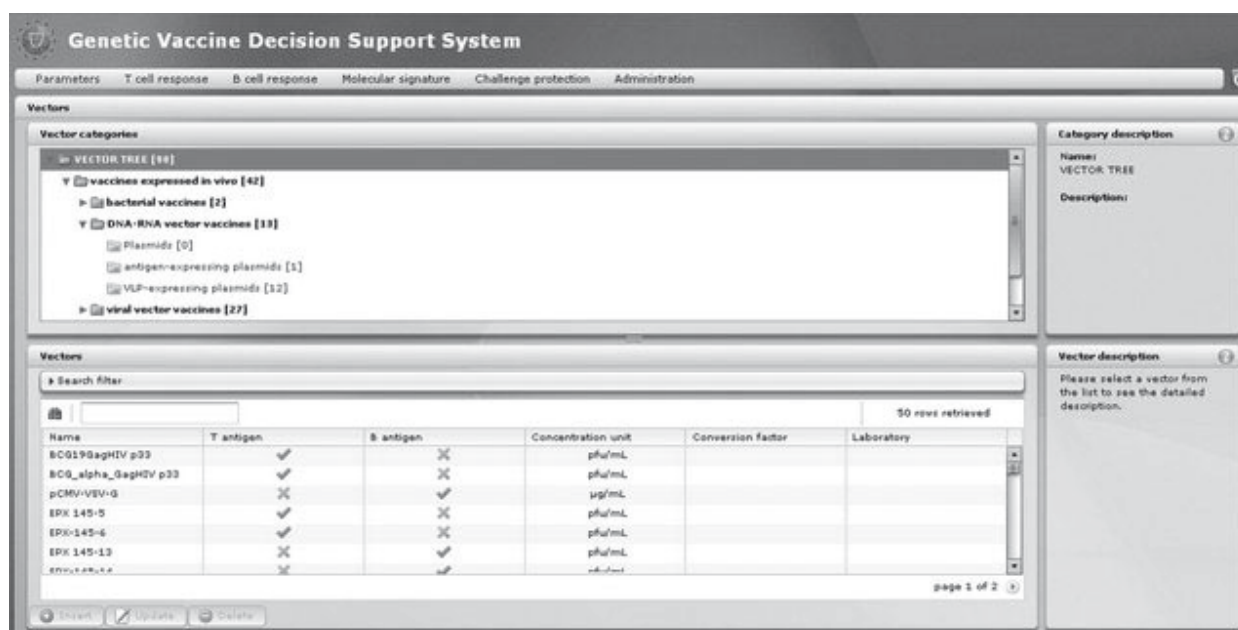 Genetic Vaccine Decision Support System
Parameters T cell response B cell response Molecular signature Challenge protection Administration
Vectors
Vector categories
VECTOR TREE [98]
vaccines expressed in vivo [42]
bacterial vaccines [2]
DNA-RNA vector vaccines [13]
Plasmids [0]
antigen-expressing plasmids [1]
VLP-expressing plasmids [12]
viral vector vaccines [27]
Category description
Name:
VECTOR TREE
Description:
Vectors
Search filter
50 rows retrieved
Name T antigen B antigen Concentration unit Conversion factor Laboratory
BCG19GagHIV p33 pfu/mL
BCG_alpha_GagHIV p33 pfu/mL
pCMV-VSV-G µg/mL
EPX 145-5 pfu/mL
EPX-145-6 pfu/mL
EPX 145-13 pfu/mL
page 1 of 2
Insert Update Delete
Vector description
Please select a vector from
the list to see the detailed
description.